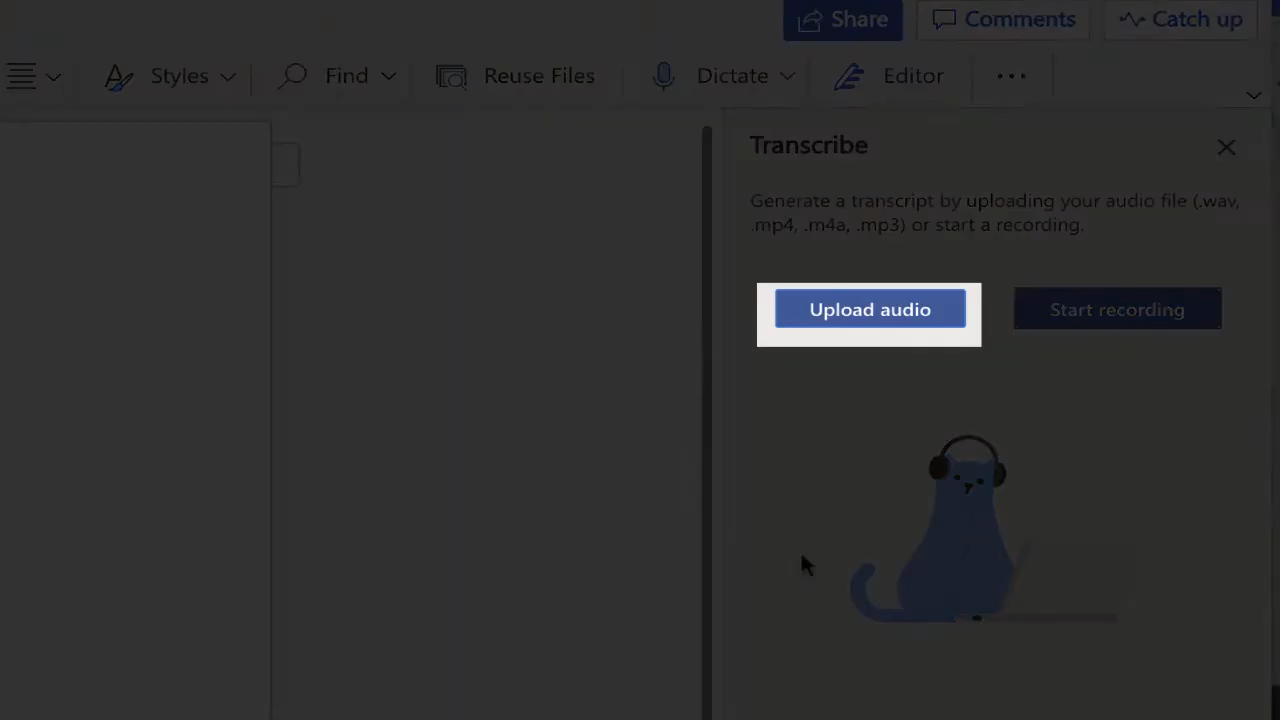 Share Comments Catch up
Styles Find Reuse Files Dictate Editor
Transcribe
Generate a transcript by uploading your audio file (.wav,
.mp4, .m4a, .mp3) or start a recording.
Upload audio Start recording